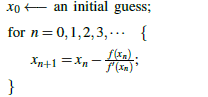 x₀ ⟵ an initial guess;
for n = 0,1,2,3,⋯ {
xₙ₊₁ = xₙ − f(xₙ)/f′(xₙ);
}